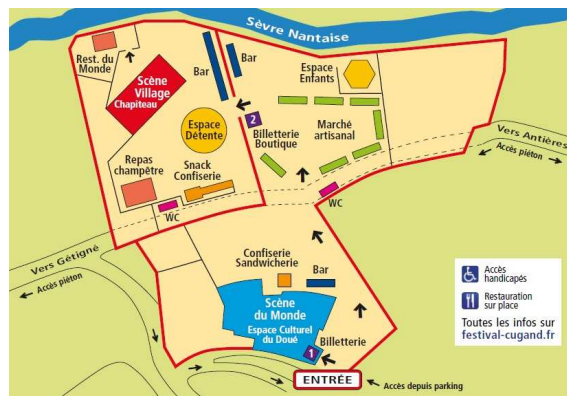 Sèvre Nantaise
Rest. du
Monde
Bar
Bar
Espace
Enfants
Scène
Village
Chapiteau
Espace
Détente
2
Billetterie
Boutique
Marché
artisanal
Vers Antières
Accès piéton
Repas
champêtre
Snack
Confiserie
WC
WC
Vers Gétigné
Accès piéton
Confiserie
Sandwicherie
Bar
Scène
du Monde
Espace Culturel
du Doué
Billetterie
1
ENTRÉE
Accès depuis parking
Accès
handicapés
Restauration
sur place
Toutes les infos sur
festival-cugand.fr